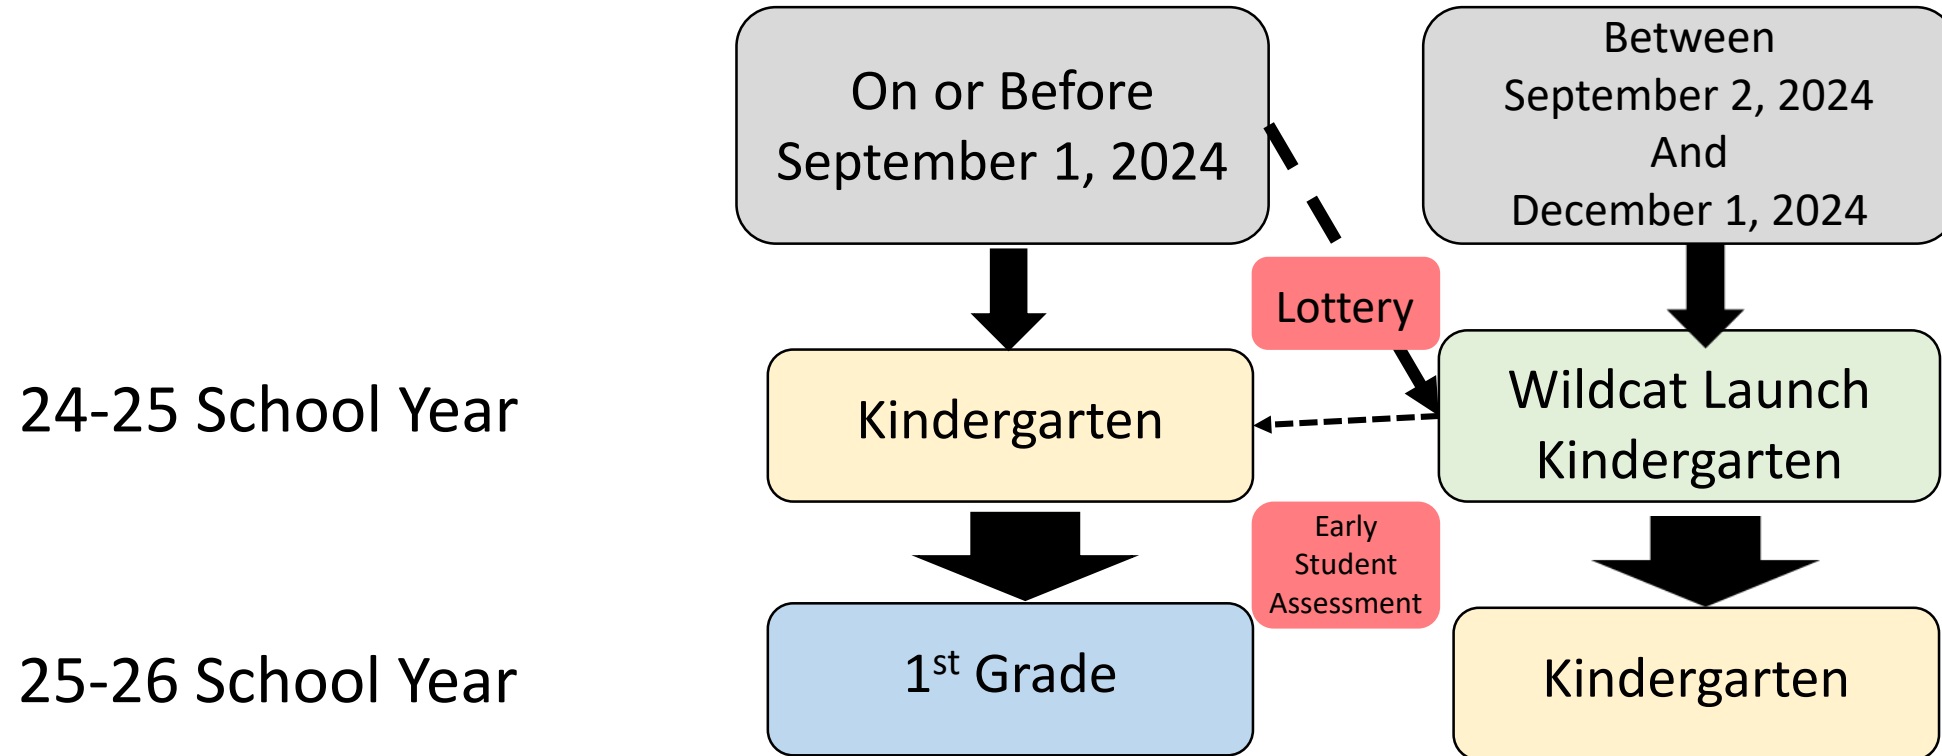 On or Before
September 1, 2024
Between
September 2, 2024
And
December 1, 2024
Lottery
24-25 School Year
Kindergarten
Wildcat Launch
Kindergarten
Early
Student
Assessment
25-26 School Year
1st Grade
Kindergarten